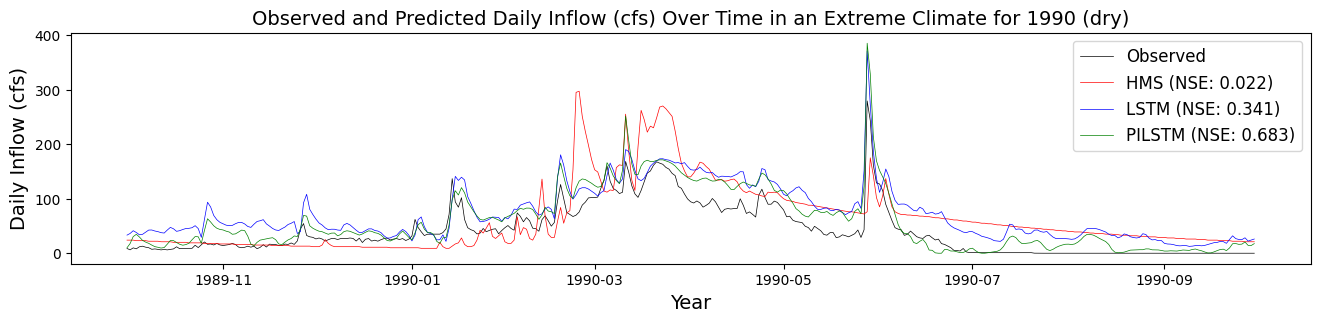 Observed and Predicted Daily Inflow (cfs) Over Time in an Extreme Climate for 1990 (dry)
Daily Inflow (cfs)
400
300
200
100
0
Observed
HMS (NSE: 0.022)
LSTM (NSE: 0.341)
PILSTM (NSE: 0.683)
1989-11 1990-01 1990-03 1990-05 1990-07 1990-09
Year